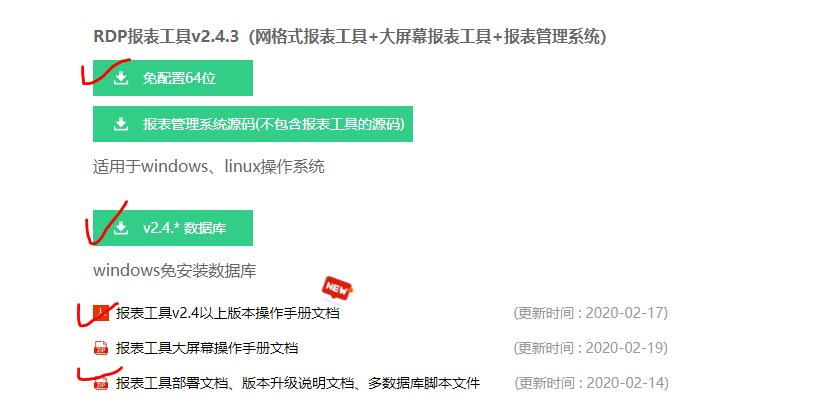 RDP报表工具v2.4.3（网格式报表工具+大屏幕报表工具+报表管理系统)
免配置64位
报表管理系统源码(不包含报表工具的源码)
适用于windows、linux操作系统
v2.4.* 数据库
windows免安装数据库
NEW
报表工具v2.4以上版本操作手册文档 (更新时间 : 2020-02-17)
ZIP 报表工具大屏幕操作手册文档 (更新时间 : 2020-02-19)
ZIP 报表工具部署文档、版本升级说明文档、多数据库脚本文件 (更新时间 : 2020-02-14)